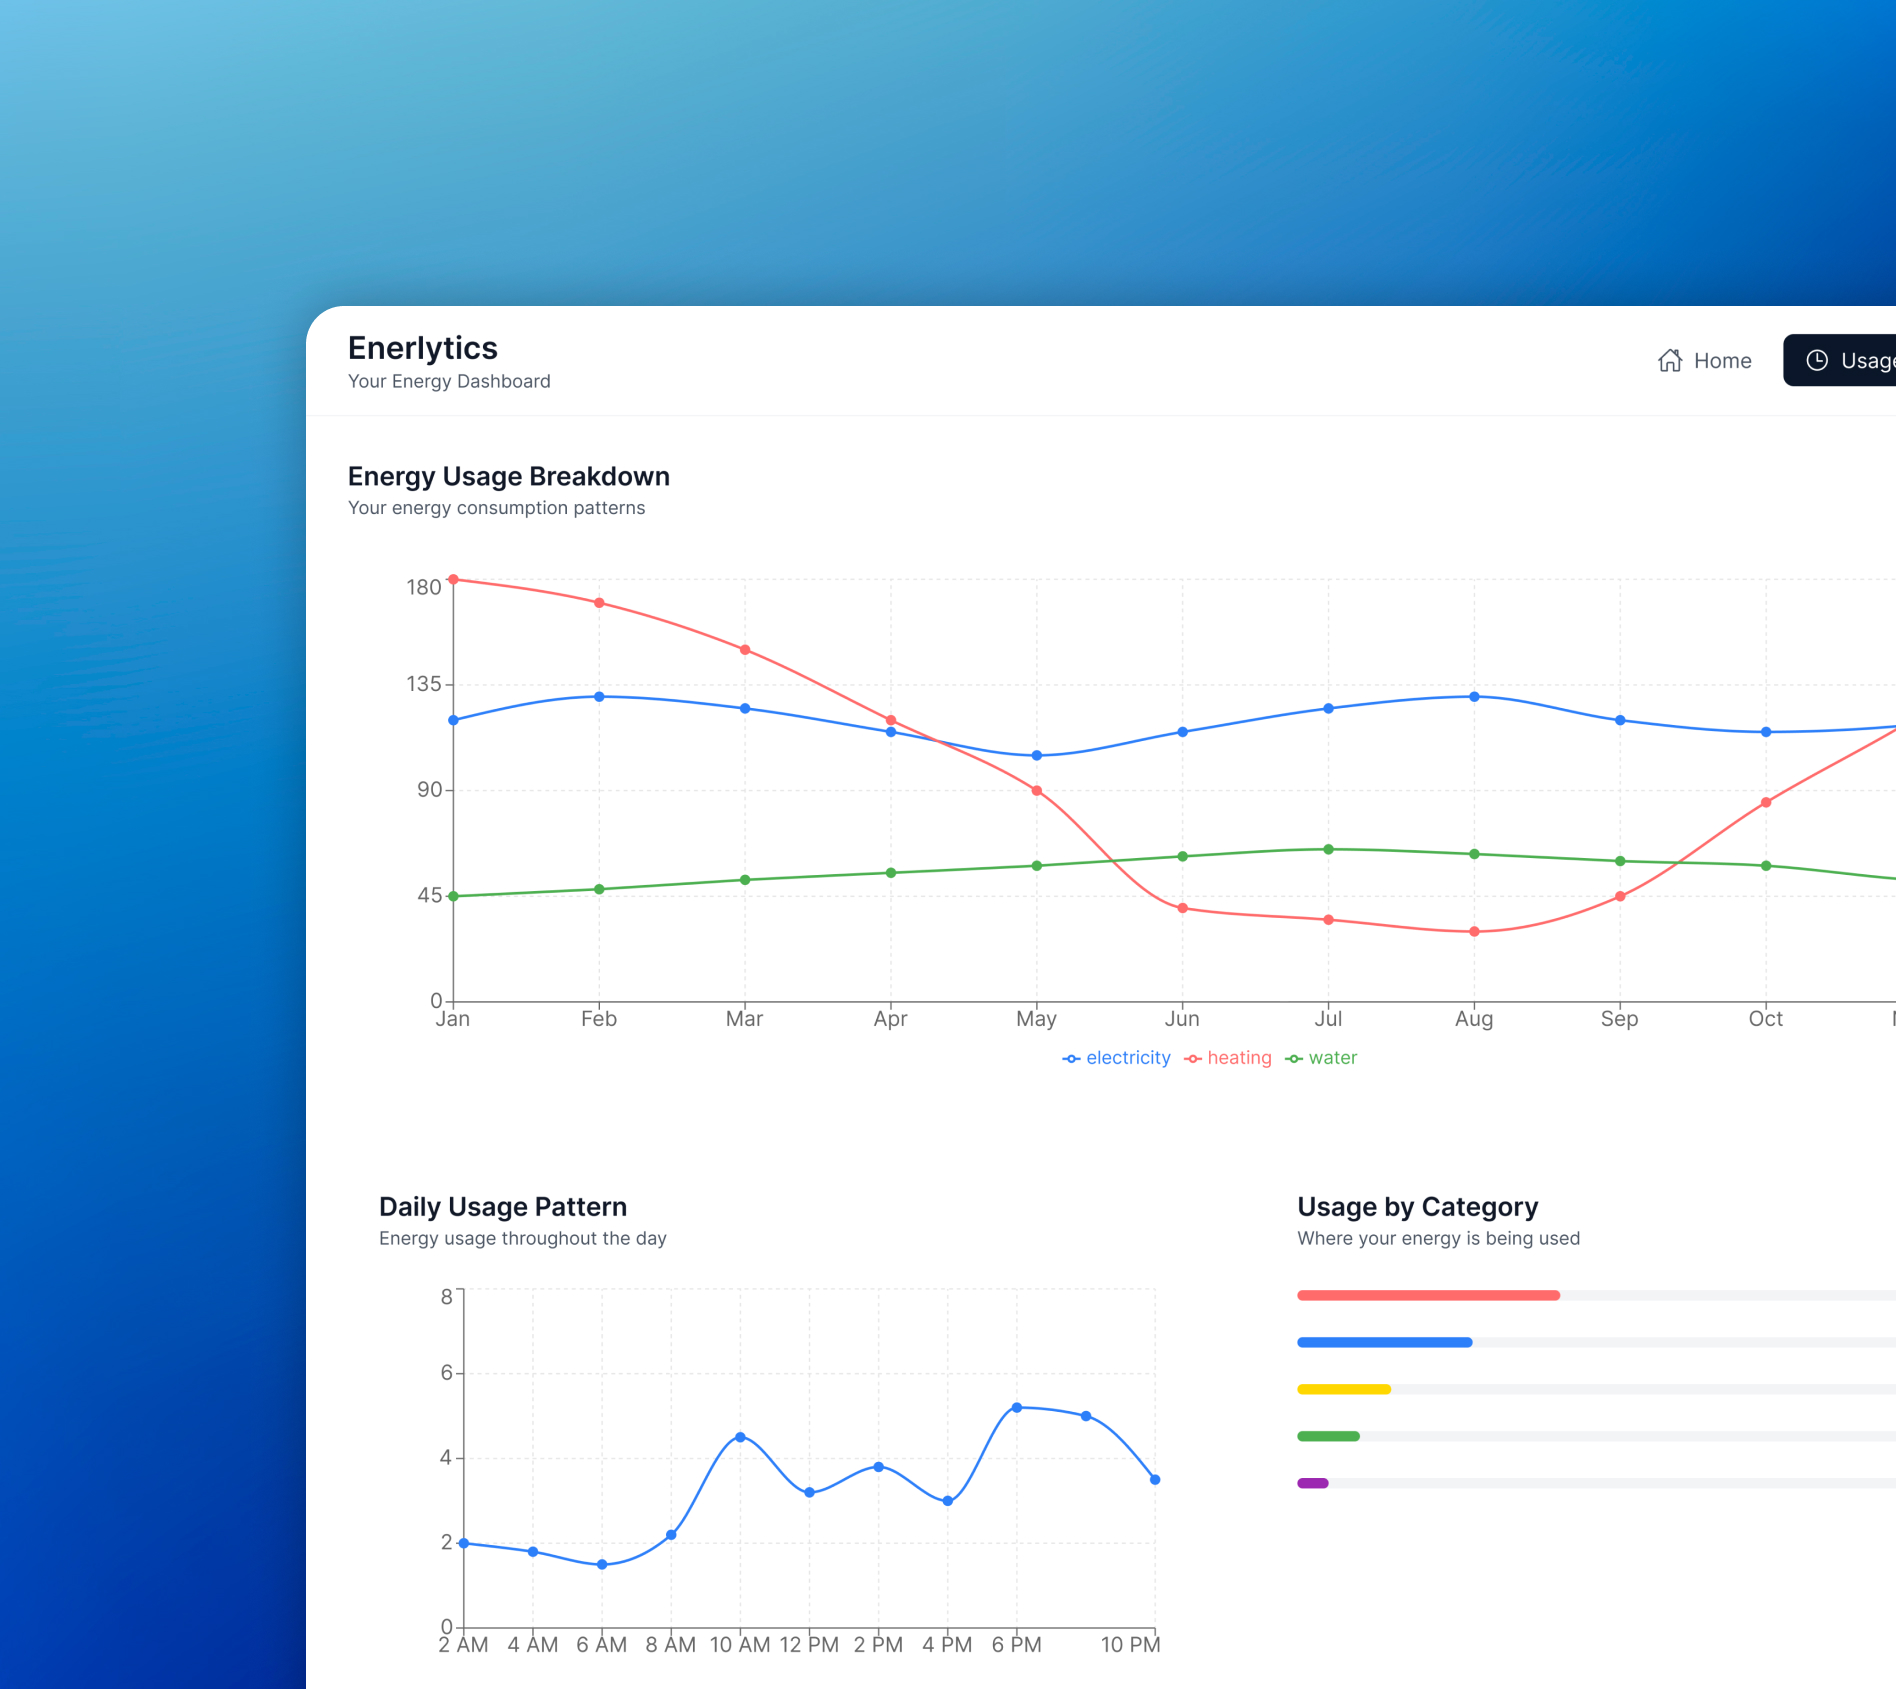 Enerlytics
Your Energy Dashboard
Home
Usage
Energy Usage Breakdown
Your energy consumption patterns
180
135
90
45
0
Jan Feb Mar Apr May Jun Jul Aug Sep Oct
electricity heating water
Daily Usage Pattern
Energy usage throughout the day
8
6
4
2
0
2 AM 4 AM 6 AM 8 AM 10 AM 12 PM 2 PM 4 PM 6 PM 10 PM
Usage by Category
Where your energy is being used